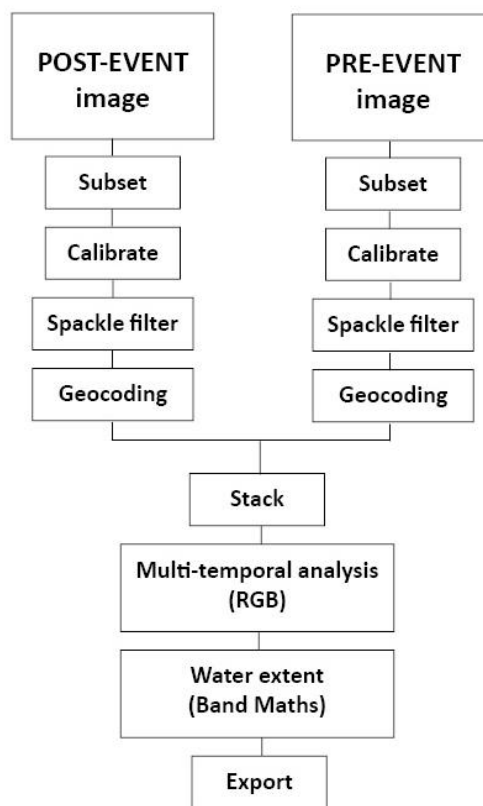 POST-EVENT
image
Subset
Calibrate
Spackle filter
Geocoding
PRE-EVENT
image
Subset
Calibrate
Spackle filter
Geocoding
Stack
Multi-temporal analysis
(RGB)
Water extent
(Band Maths)
Export